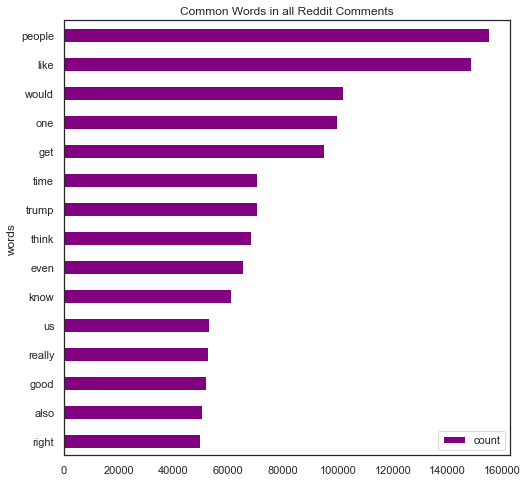 Common Words in all Reddit Comments
people
like
would
one
get
time
trump
think
even
know
us
really
good
also
right
words
0 20000 40000 60000 80000 100000 120000 140000 160000
count